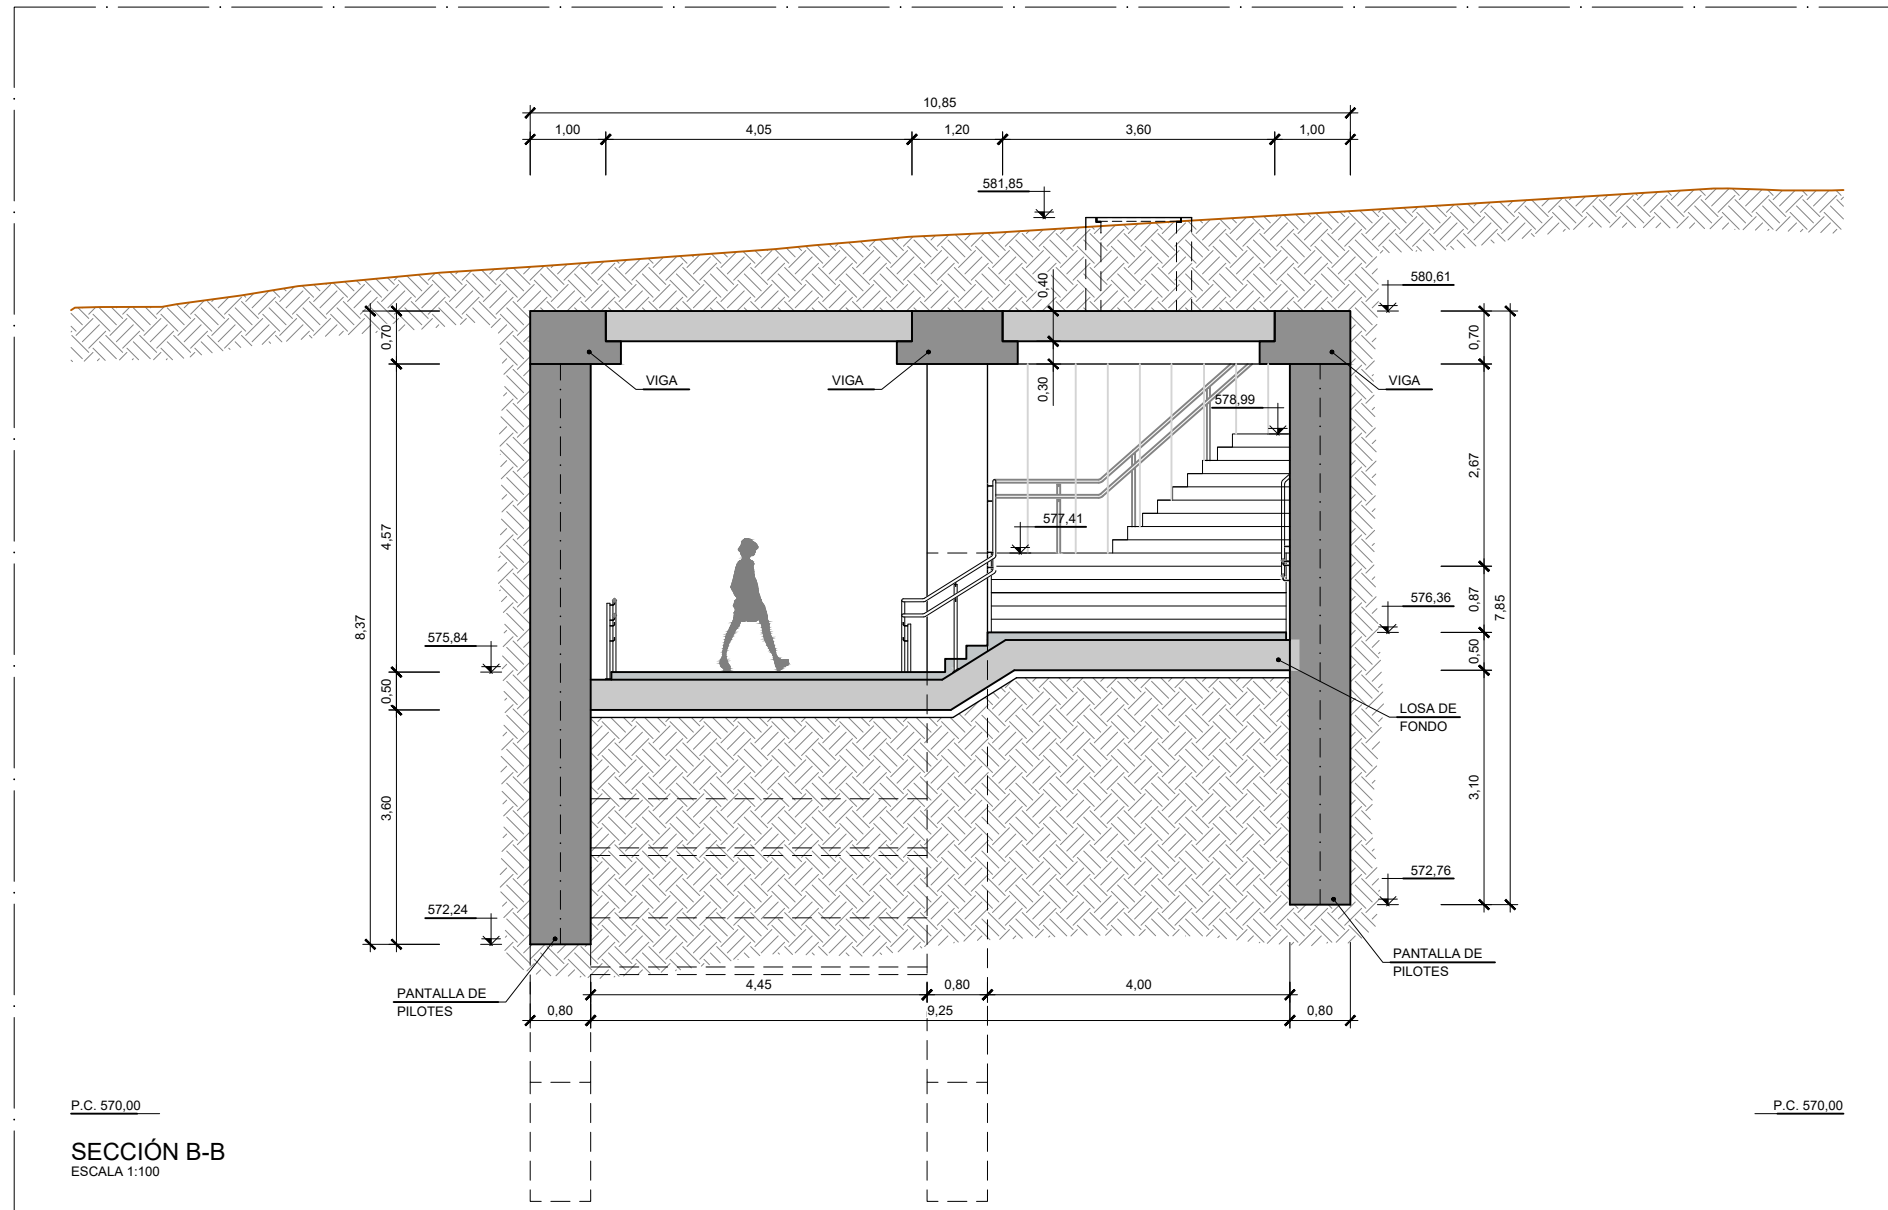 10,85
1,00
4,05
1,20
3,60
1,00
581,85
580,61
0,40
0,70
0,70
VIGA
VIGA
0,30
VIGA
578,99
2,67
4,57
577,41
8,37
575,84
576,36
0,87
7,85
0,50
0,50
LOSA DE
FONDO
3,60
3,10
572,24
572,76
PANTALLA DE
PILOTES
PANTALLA DE
PILOTES
4,45
0,80
4,00
0,80
9,25
0,80
P.C. 570,00
P.C. 570,00
SECCIÓN B-B
ESCALA 1:100